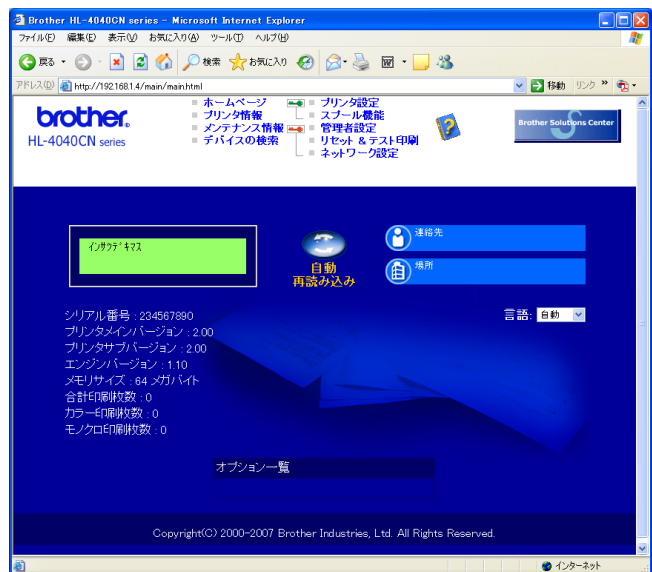 Brother HL-4040CN series - Microsoft Internet Explorer
ファイル(F) 編集(E) 表示(V) お気に入り(A) ツール(T) ヘルプ(H)
戻る 検索 お気に入り
アドレス(D) http://192.168.1.4/main/main.html 移動 リンク »
brother
HL-4040CN series
ホームページ
プリンタ情報
メンテナンス情報
デバイスの検索
プリンタ設定
スプール機能
管理者設定
リセット & テスト印刷
ネットワーク設定
Brother Solutions Center
インサツデキマス
自動
再読み込み
連絡先
場所
シリアル番号 : 234567890
プリンタメインバージョン : 2.00
プリンタサブバージョン : 2.00
エンジンバージョン : 1.10
メモリサイズ : 64 メガバイト
合計印刷枚数 : 0
カラー印刷枚数 : 0
モノクロ印刷枚数 : 0
言語: 自動
オプション一覧
Copyright(C) 2000-2007 Brother Industries, Ltd. All Rights Reserved.
インターネット